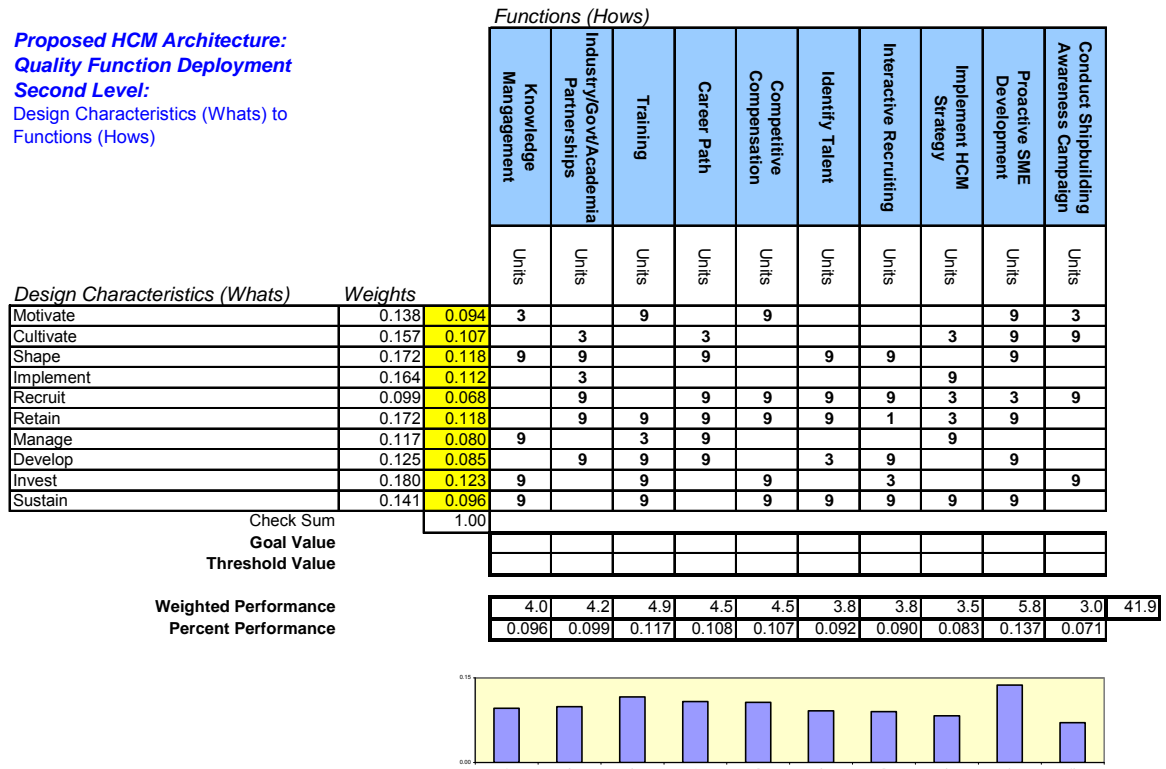 Functions (Hows)
Proposed HCM Architecture:
Quality Function Deployment
Second Level:
Design Characteristics (Whats) to
Functions (Hows)
Knowledge
Mangagement
Industry/Govt/Academia
Partnerships
Training
Career Path
Competitive
Compensation
Identify Talent
Interactive Recruiting
Implement HCM
Strategy
Proactive SME
Development
Conduct Shipbuilding
Awareness Campaign
Units Units Units Units Units Units Units Units Units Units
Design Characteristics (Whats) Weights
Motivate 0.138 0.094 3 9 9 9 3
Cultivate 0.157 0.107 3 3 3 9 9
Shape 0.172 0.118 9 9 9 9 9 9
Implement 0.164 0.112 3 9
Recruit 0.099 0.068 9 9 9 9 9 3 3 9
Retain 0.172 0.118 9 9 9 9 9 1 3 9
Manage 0.117 0.080 9 3 9 9
Develop 0.125 0.085 9 9 9 3 9 9
Invest 0.180 0.123 9 9 9 3 9
Sustain 0.141 0.096 9 9 9 9 9 9 9
Check Sum 1.00
Goal Value
Threshold Value
Weighted Performance 4.0 4.2 4.9 4.5 4.5 3.8 3.8 3.5 5.8 3.0 41.9
Percent Performance 0.096 0.099 0.117 0.108 0.107 0.092 0.090 0.083 0.137 0.071
0.15
0.00